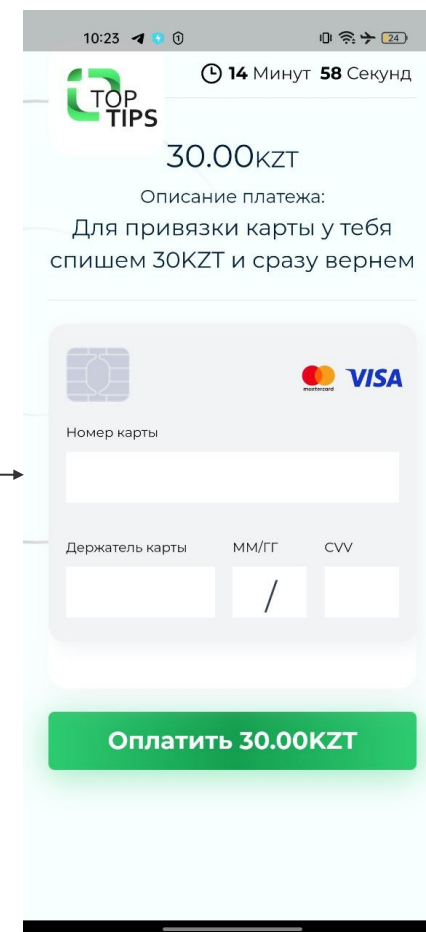 10:23 24
14 Минут 58 Секунд
TOP
TIPS
30.00KZT
Описание платежа:
Для привязки карты у тебя
спишем 30KZT и сразу вернем
mastercard VISA
Номер карты
Держатель карты ММ/ГГ CVV
/
Оплатить 30.00KZT